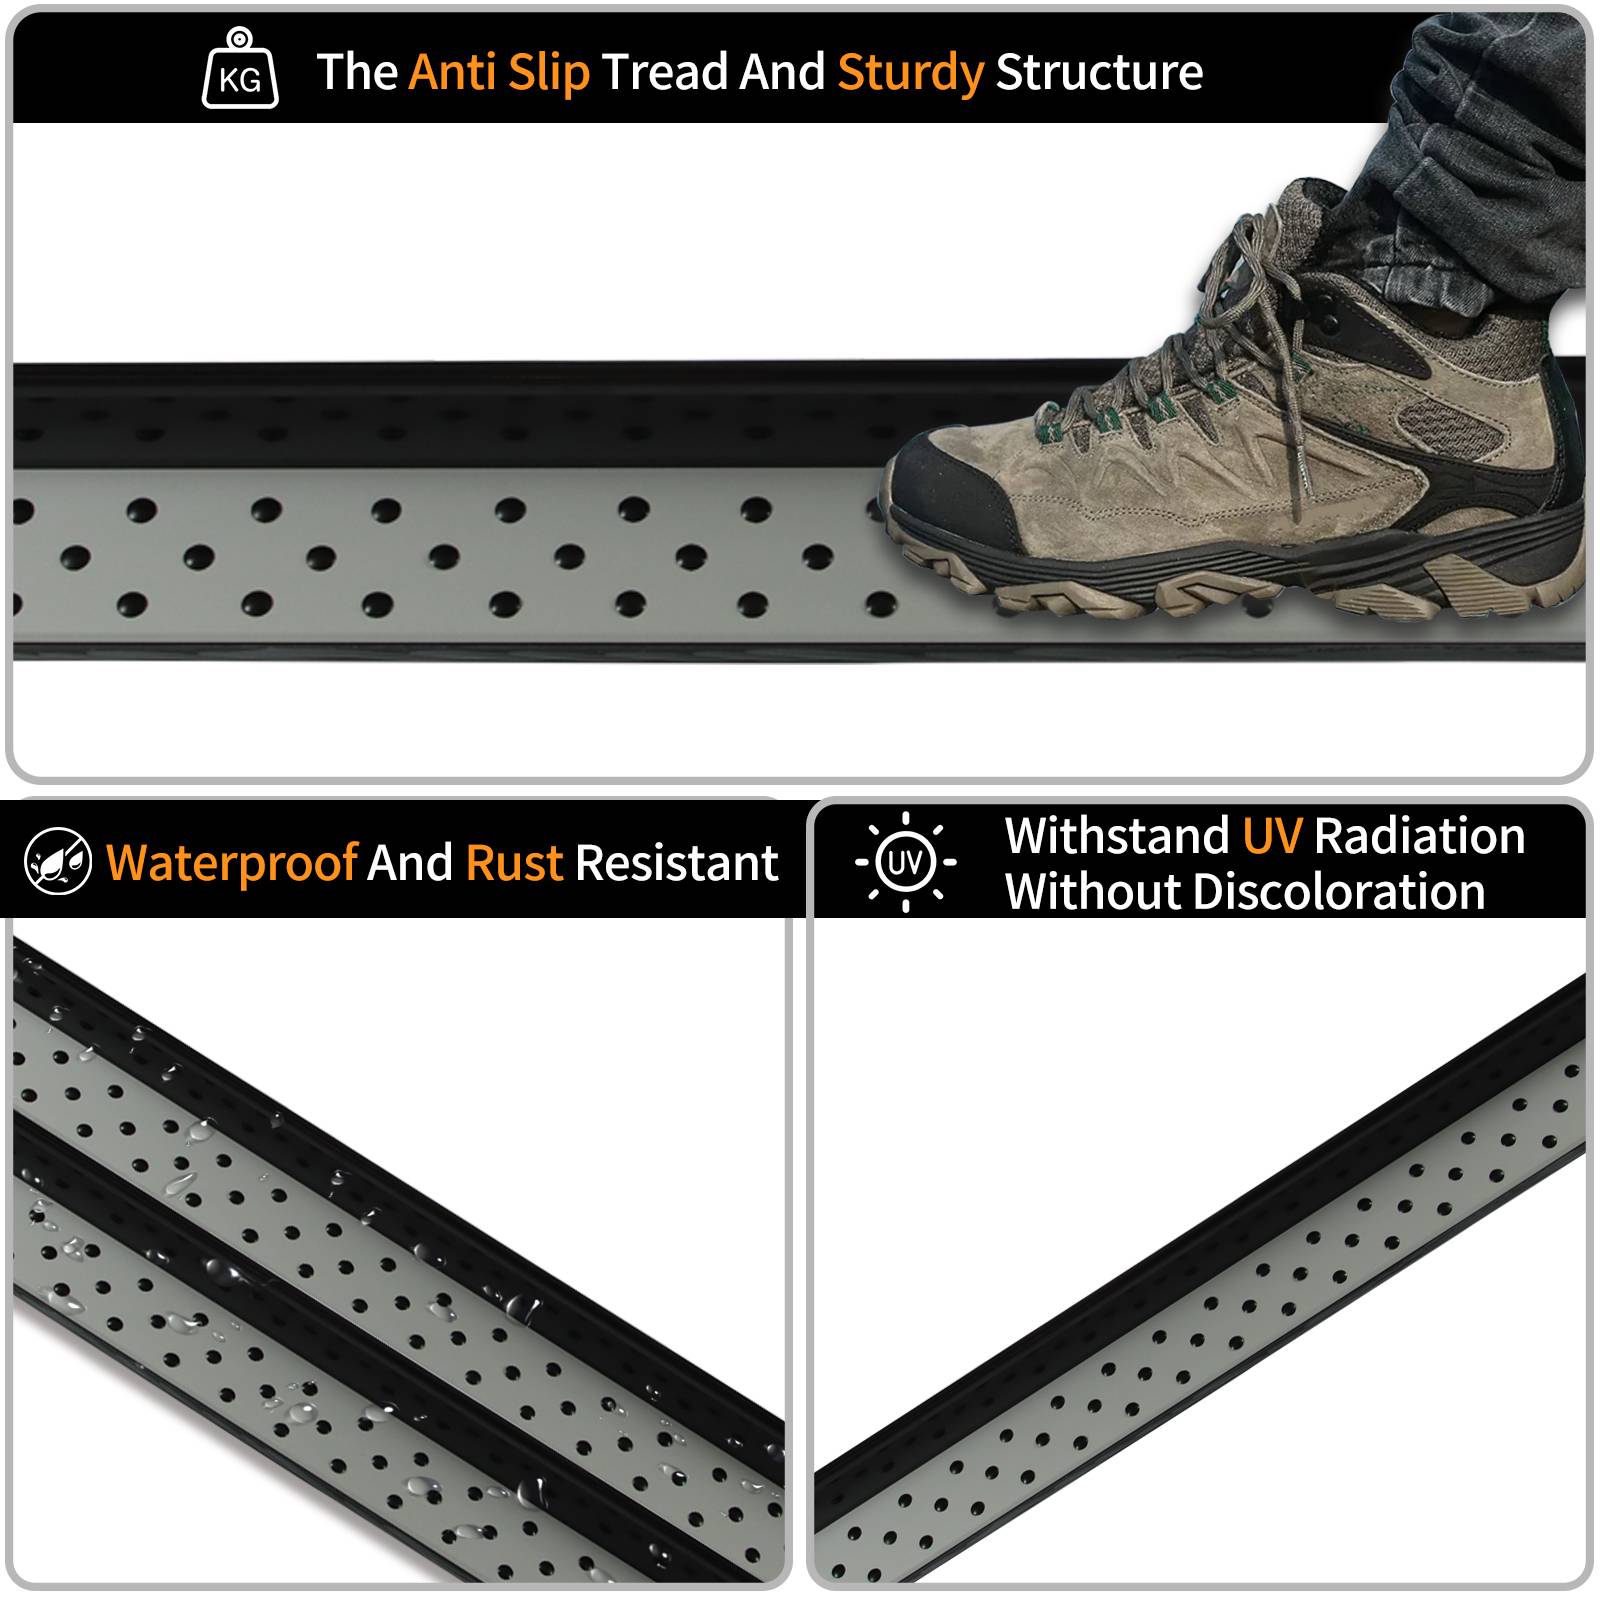 KG
The Anti Slip Tread And Sturdy Structure
Waterproof And Rust Resistant
UV
Withstand UV Radiation
Without Discoloration